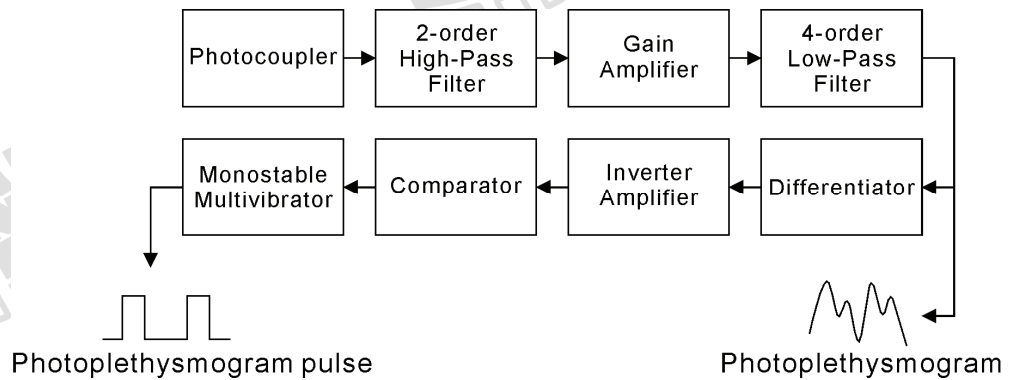 Photocoupler
2-order
High-Pass
Filter
Gain
Amplifier
4-order
Low-Pass
Filter
Monostable
Multivibrator
Comparator
Inverter
Amplifier
Differentiator
Photoplethysmogram pulse
Photoplethysmogram